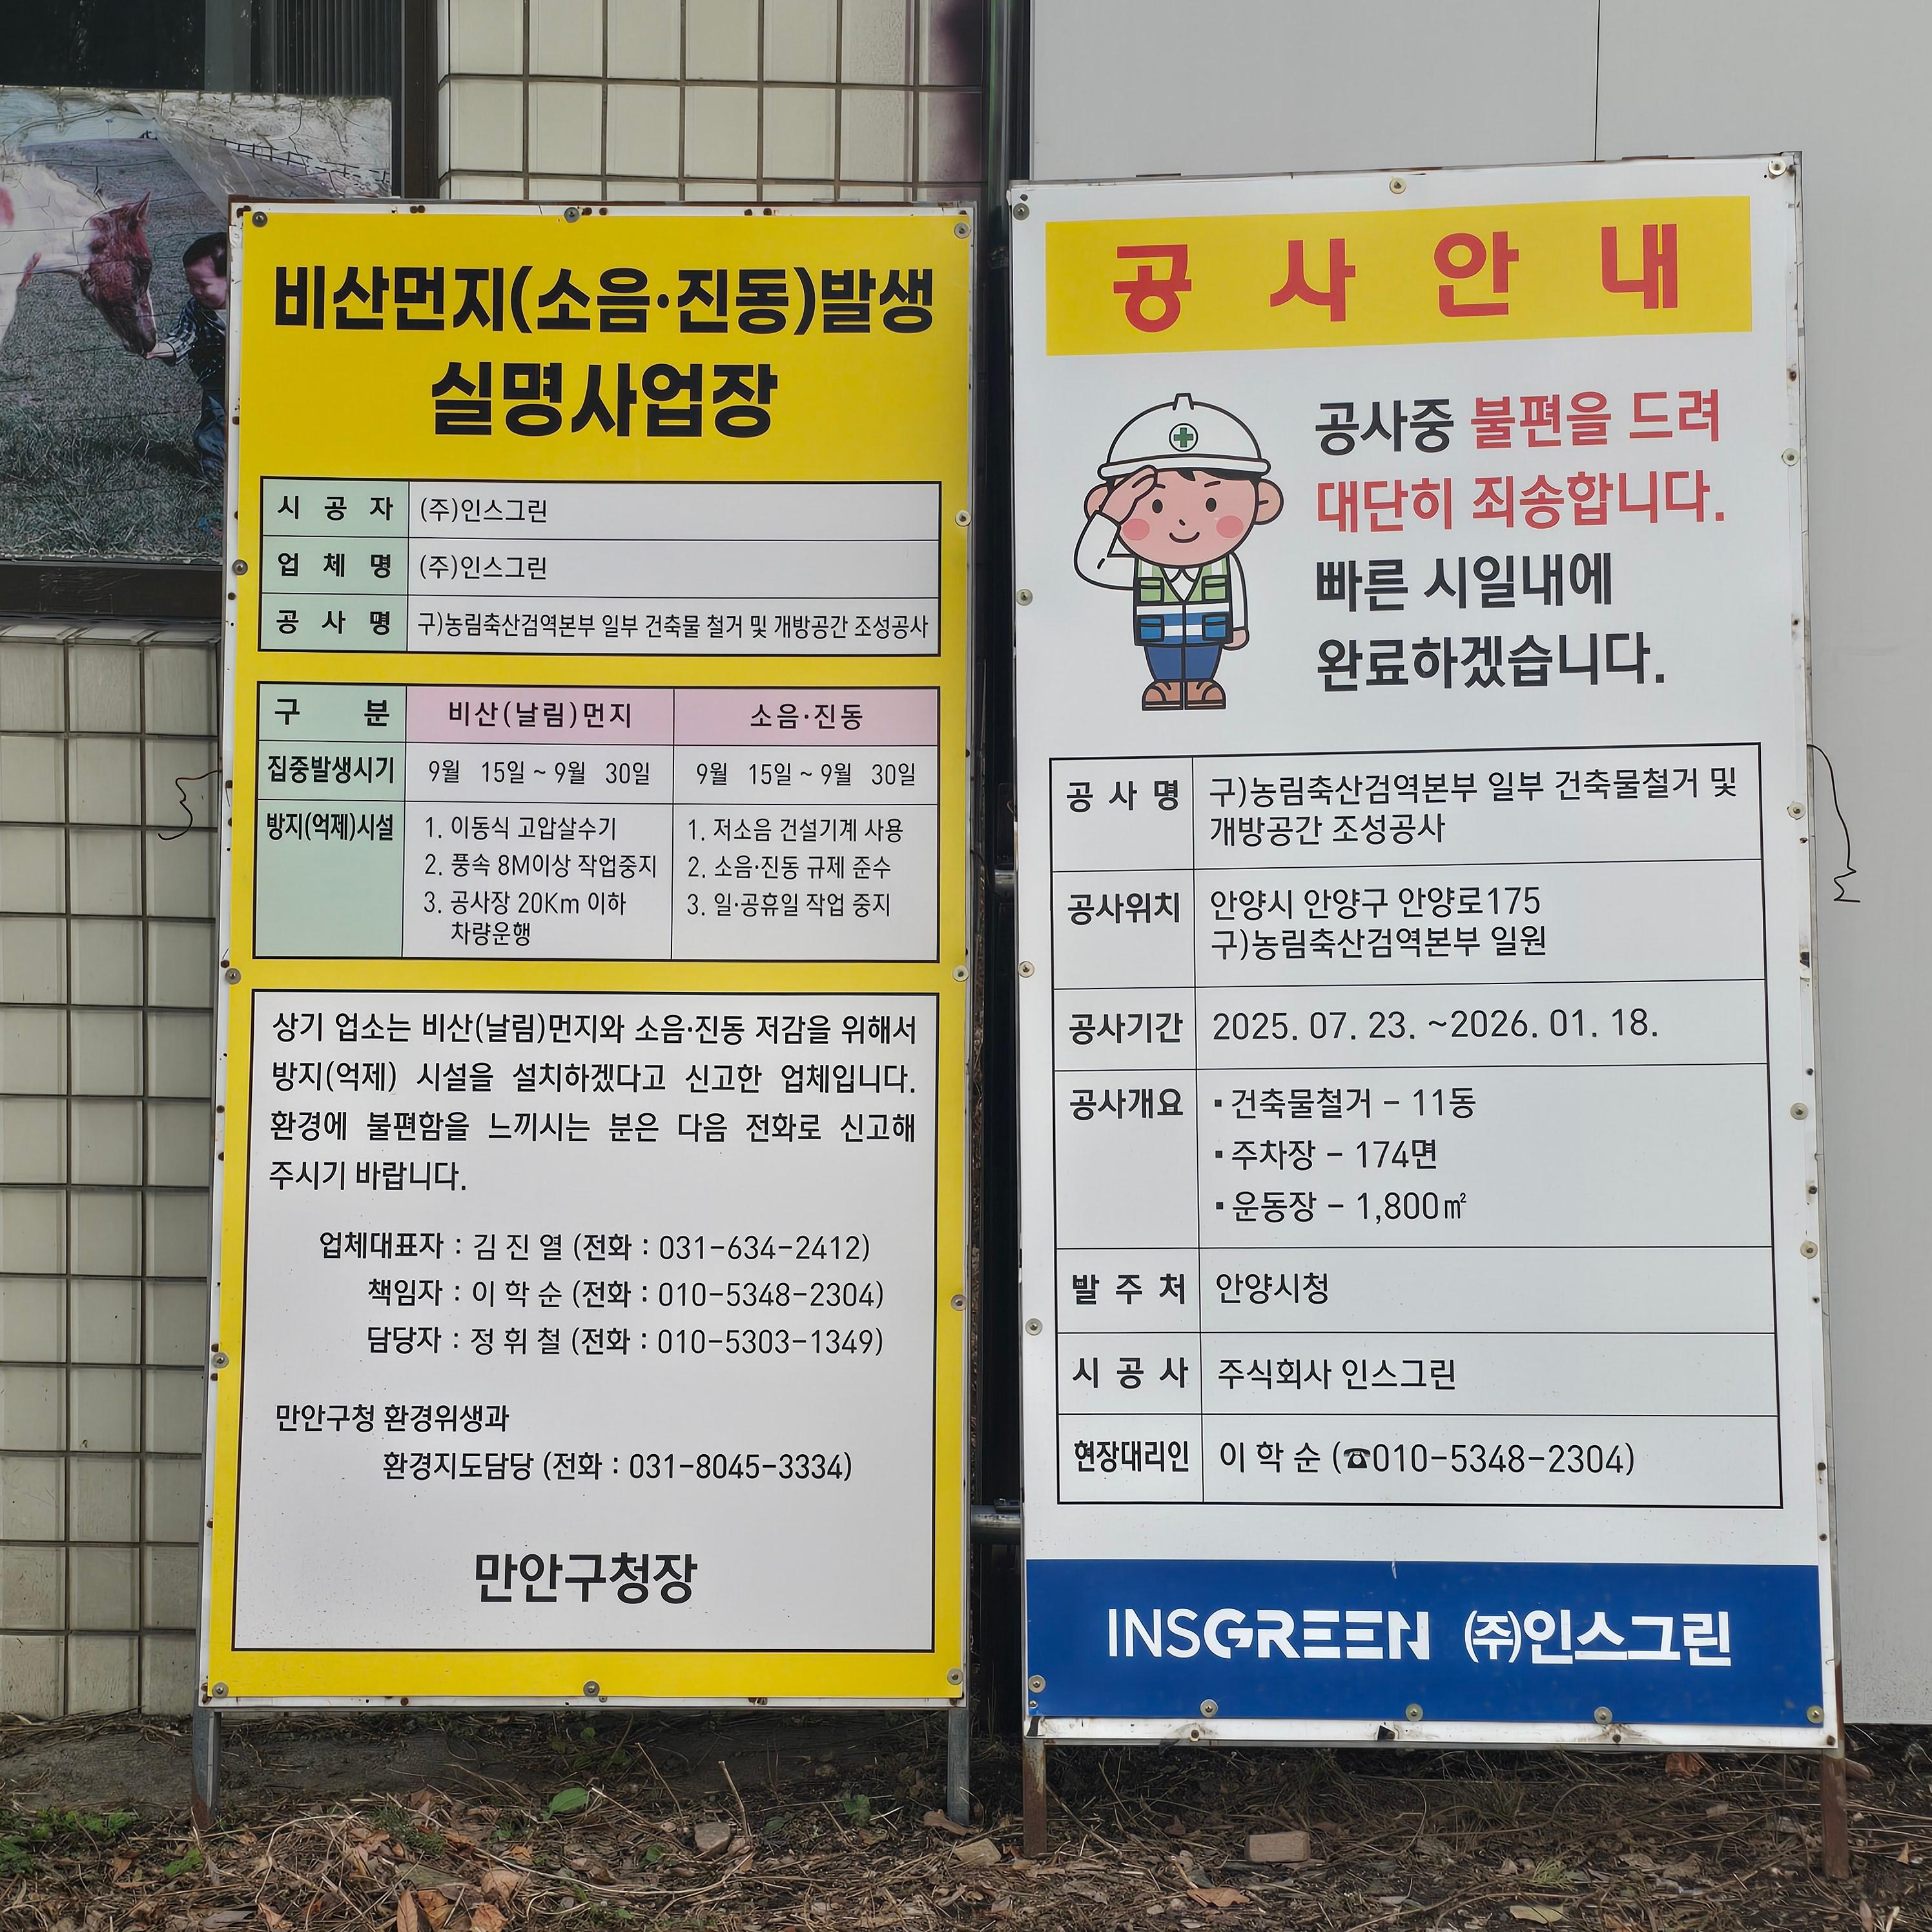 비산먼지(소음·진동)발생
실명사업장
시 공 자 (주)인스그린
업 체 명 (주)인스그린
공 사 명 구)농림축산검역본부 일부 건축물 철거 및 개방공간 조성공사
구 분 비산(날림)먼지 소음·진동
집중발생시기 9월 15일 ~ 9월 30일 9월 15일 ~ 9월 30일
방지(억제)시설 1. 이동식 고압살수기 1. 저소음 건설기계 사용
2. 풍속 8M이상 작업중지 2. 소음·진동 규제 준수
3. 공사장 20Km 이하 3. 일·공휴일 작업 중지
차량운행
상기 업소는 비산(날림)먼지와 소음·진동 저감을 위해서
방지(억제) 시설을 설치하겠다고 신고한 업체입니다.
환경에 불편함을 느끼시는 분은 다음 전화로 신고해
주시기 바랍니다.
업체대표자 : 김 진 열 (전화 : 031-634-2412)
책임자 : 이 학 순 (전화 : 010-5348-2304)
담당자 : 정 휘 철 (전화 : 010-5303-1349)
만안구청 환경위생과
환경지도담당 (전화 : 031-8045-3334)
만안구청장
공 사 안 내
공사중 불편을 드려
대단히 죄송합니다.
빠른 시일내에
완료하겠습니다.
공 사 명 구)농림축산검역본부 일부 건축물철거 및
개방공간 조성공사
공사위치 안양시 안양구 안양로175
구)농림축산검역본부 일원
공사기간 2025. 07. 23. ~2026. 01. 18.
공사개요 ▪건축물철거 - 11동
▪주차장 - 174면
▪운동장 - 1,800㎡
발 주 처 안양시청
시 공 사 주식회사 인스그린
현장대리인 이 학 순 (☎010-5348-2304)
INSGREEN ㈜인스그린